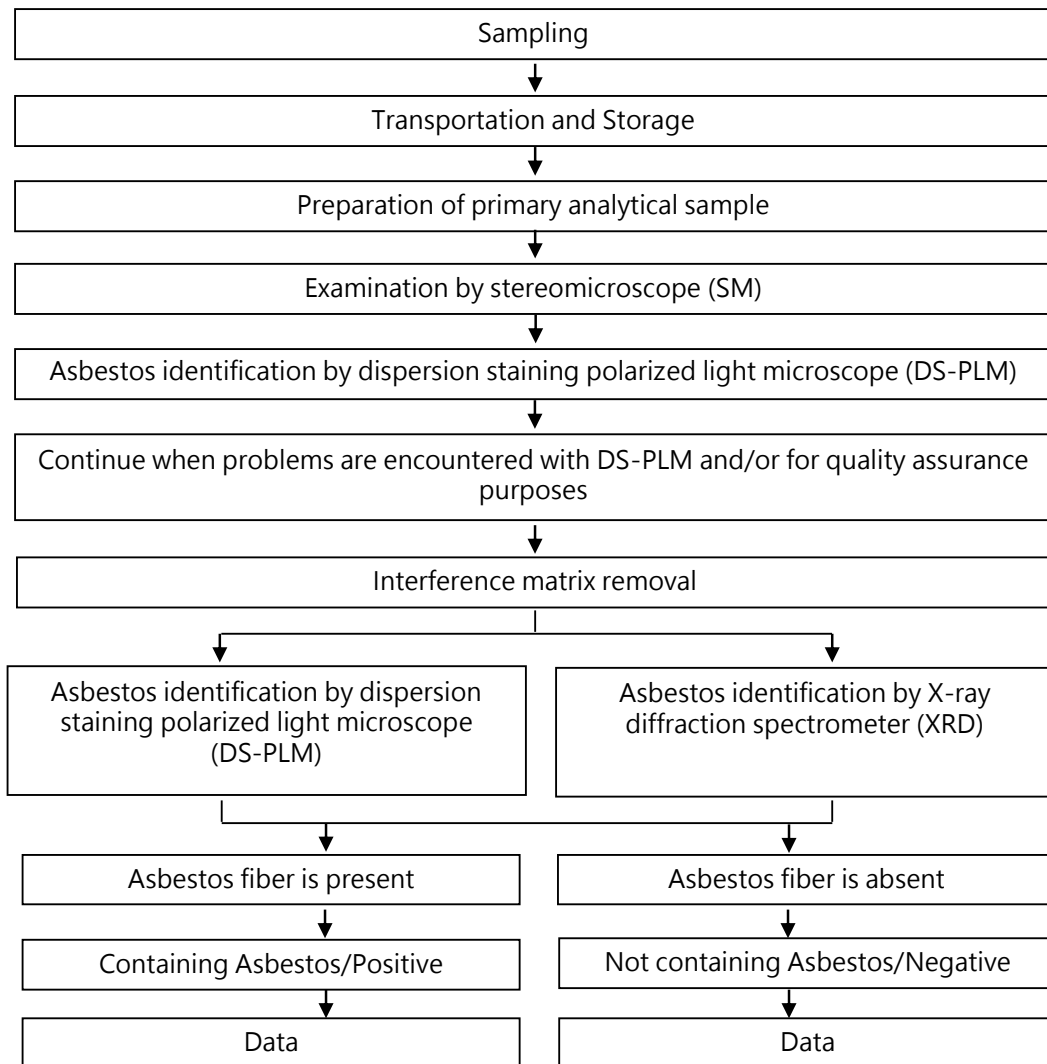 Sampling
Transportation and Storage
Preparation of primary analytical sample
Examination by stereomicroscope (SM)
Asbestos identification by dispersion staining polarized light microscope (DS-PLM)
Continue when problems are encountered with DS-PLM and/or for quality assurance
purposes
Interference matrix removal
Asbestos identification by dispersion
staining polarized light microscope
(DS-PLM)
Asbestos identification by X-ray
diffraction spectrometer (XRD)
Asbestos fiber is present
Asbestos fiber is absent
Containing Asbestos/Positive
Not containing Asbestos/Negative
Data
Data